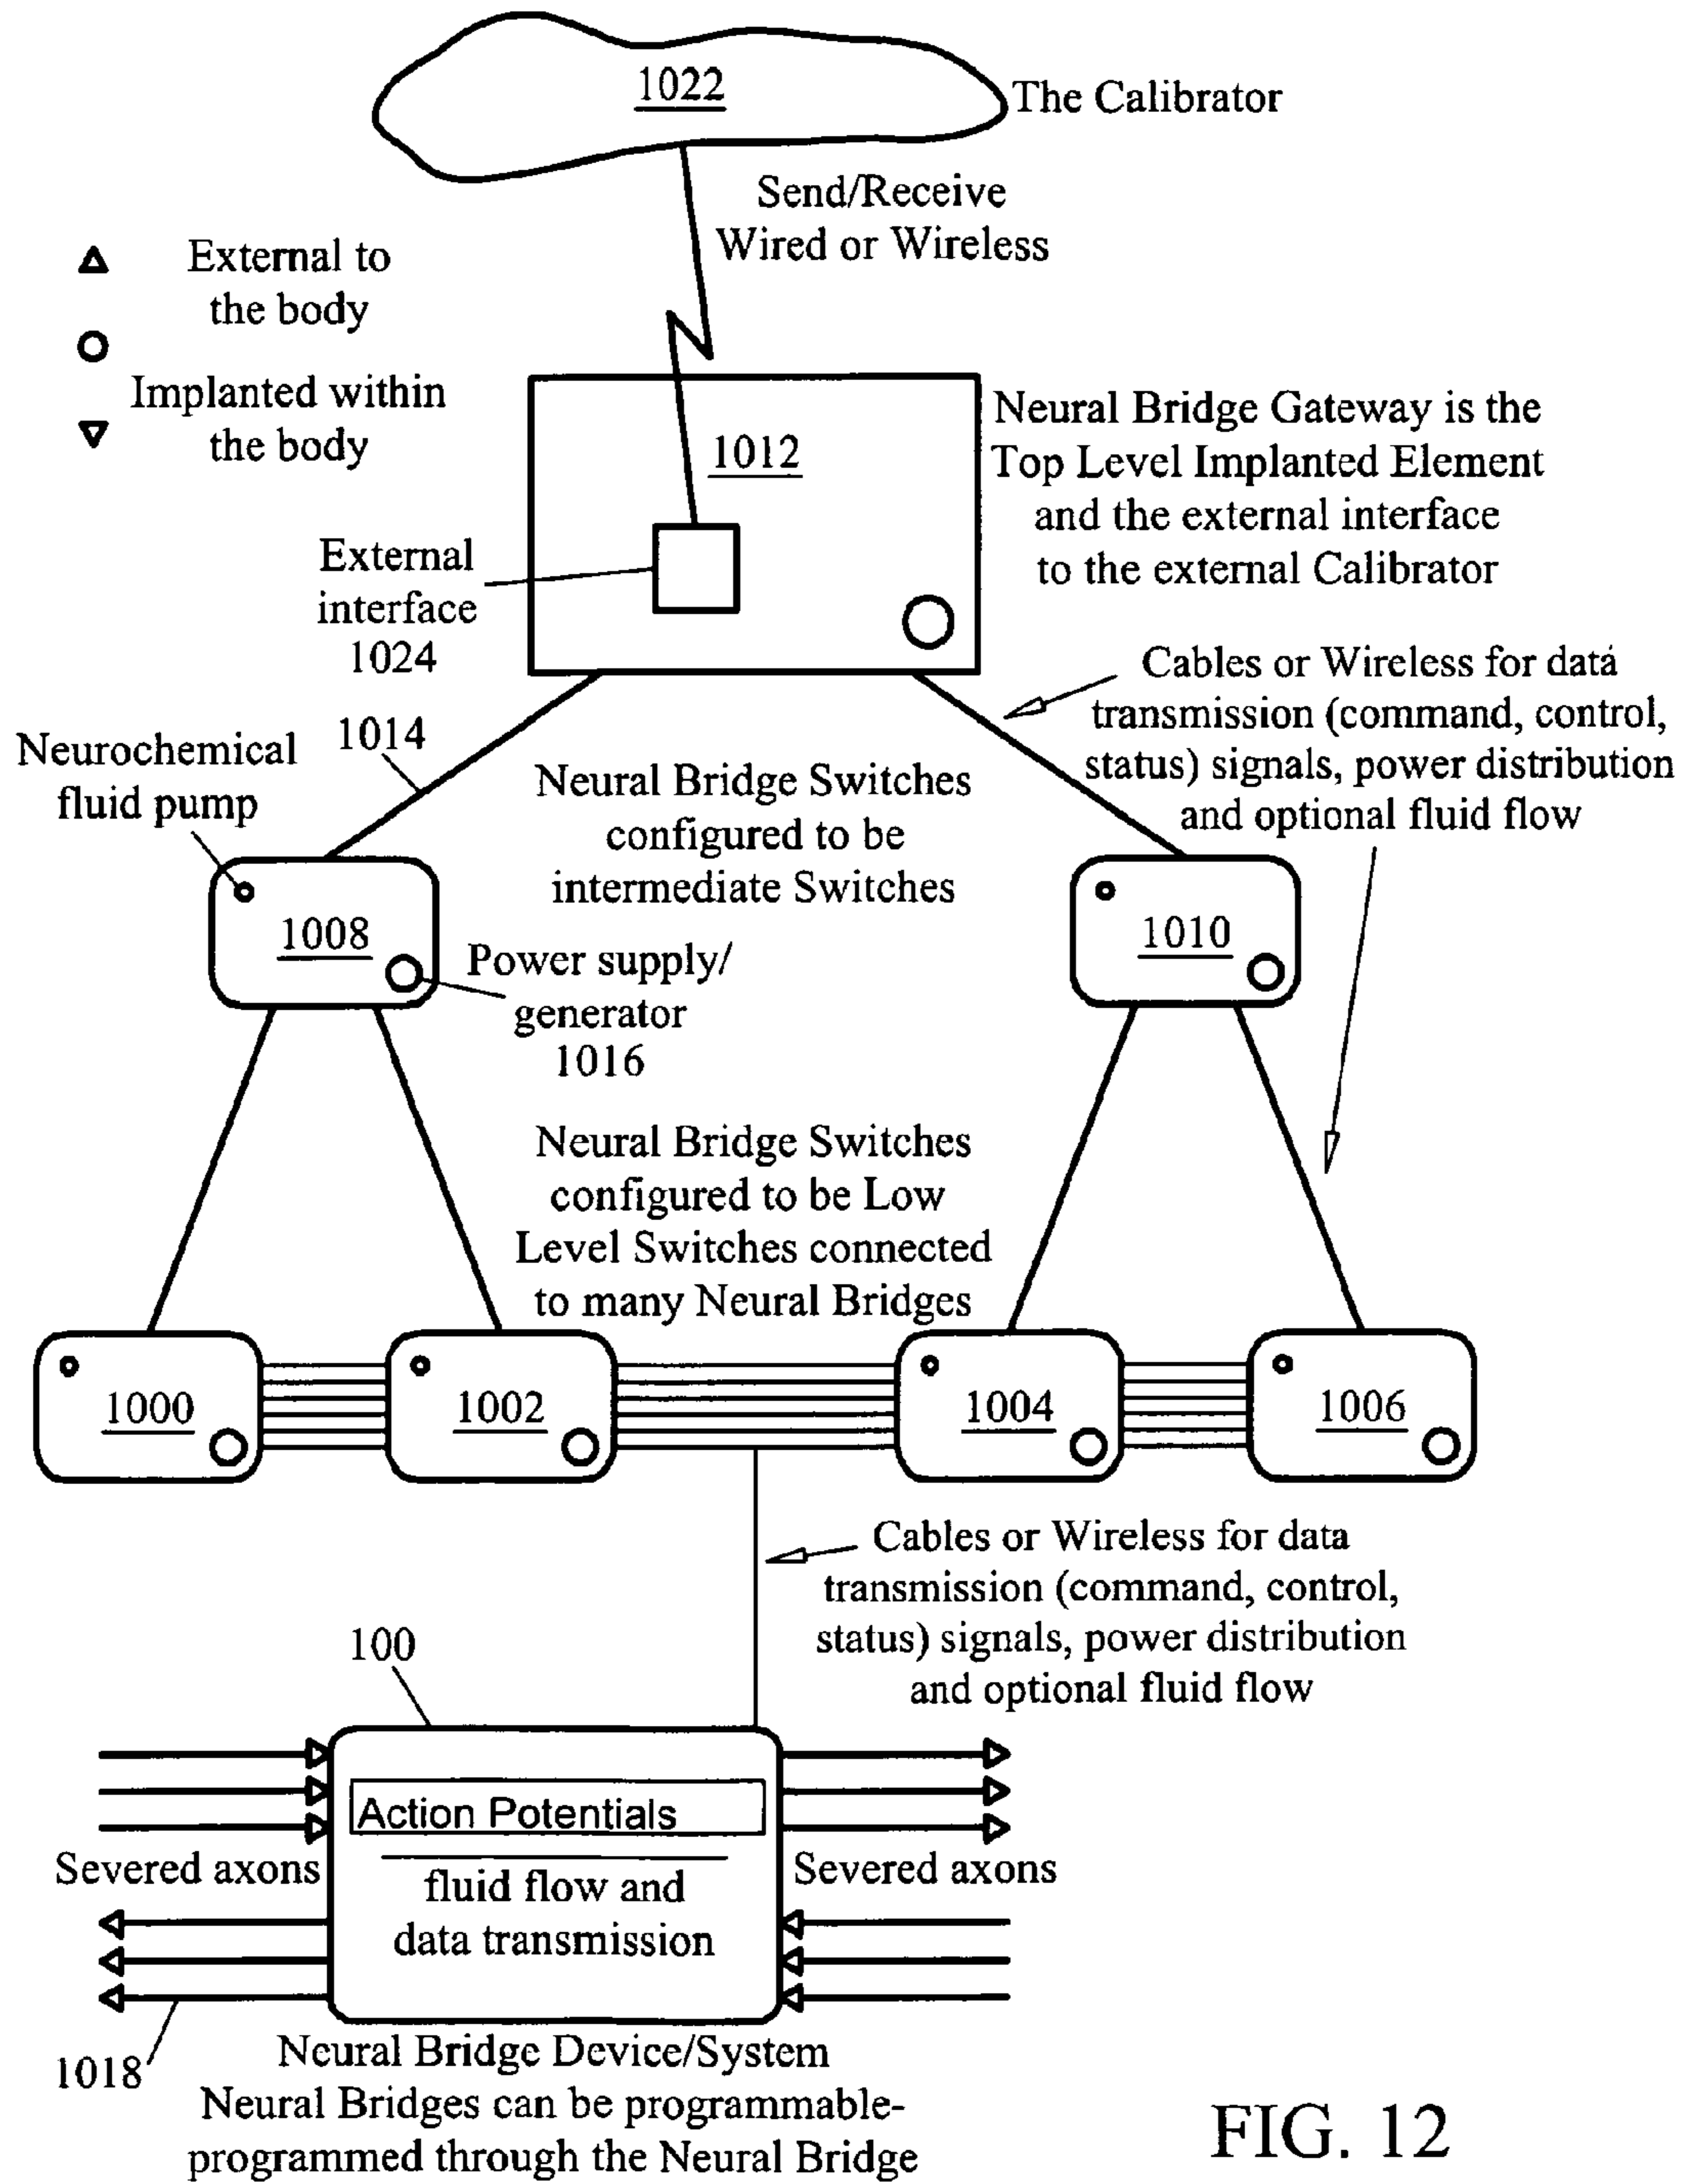 1022
The Calibrator
Send/Receive
Wired or Wireless
External to
the body
Implanted within
the body
1012
Neural Bridge Gateway is the
Top Level Implanted Element
and the external interface
to the external Calibrator
External
interface
1024
Cables or Wireless for data
transmission (command, control,
status) signals, power distribution
and optional fluid flow
1014
Neurochemical
fluid pump
Neural Bridge Switches
configured to be
intermediate Switches
1008
1010
Power supply/
generator
1016
Neural Bridge Switches
configured to be Low
Level Switches connected
to many Neural Bridges
1000
1002
1004
1006
Cables or Wireless for data
transmission (command, control,
status) signals, power distribution
and optional fluid flow
100
Action Potentials
Severed axons
fluid flow and
data transmission
Severed axons
1018
Neural Bridge Device/System
Neural Bridges can be programmable-
programmed through the Neural Bridge
FIG. 12